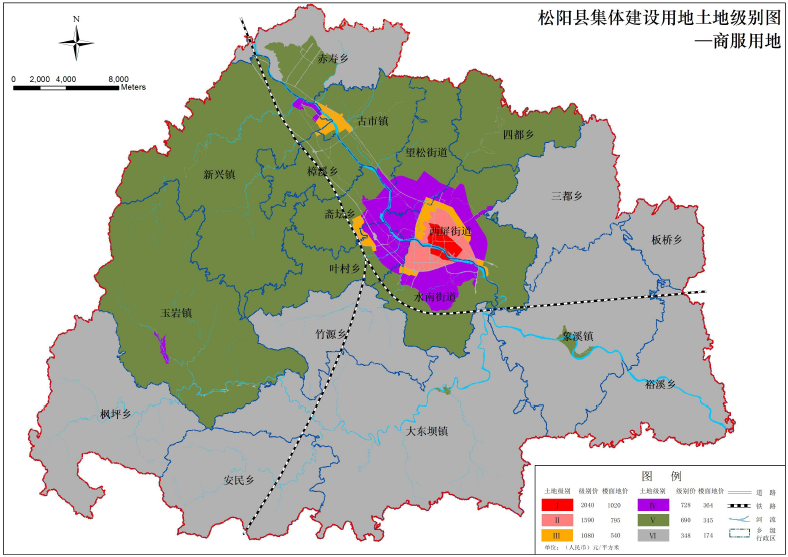 松阳县集体建设用地土地级别图
—商服用地
N
0 2,000 4,000 8,000
Meters
赤寿乡
古市镇
四都乡
望松街道
新兴镇
樟溪乡
三都乡
斋坛乡
西屏街道
板桥乡
叶村乡
水南街道
玉岩镇
竹源乡
象溪镇
裕溪乡
枫坪乡
大东坝镇
安民乡
图 例
土地级别 级别价 楼面地价 土地级别 级别价 楼面地价
I 2040 1020 IV 728 364 道 路
II 1590 795 V 690 345 铁 路
III 1080 540 VI 348 174 河 流
乡 级
行政区
单位：（人民币）元/平方米